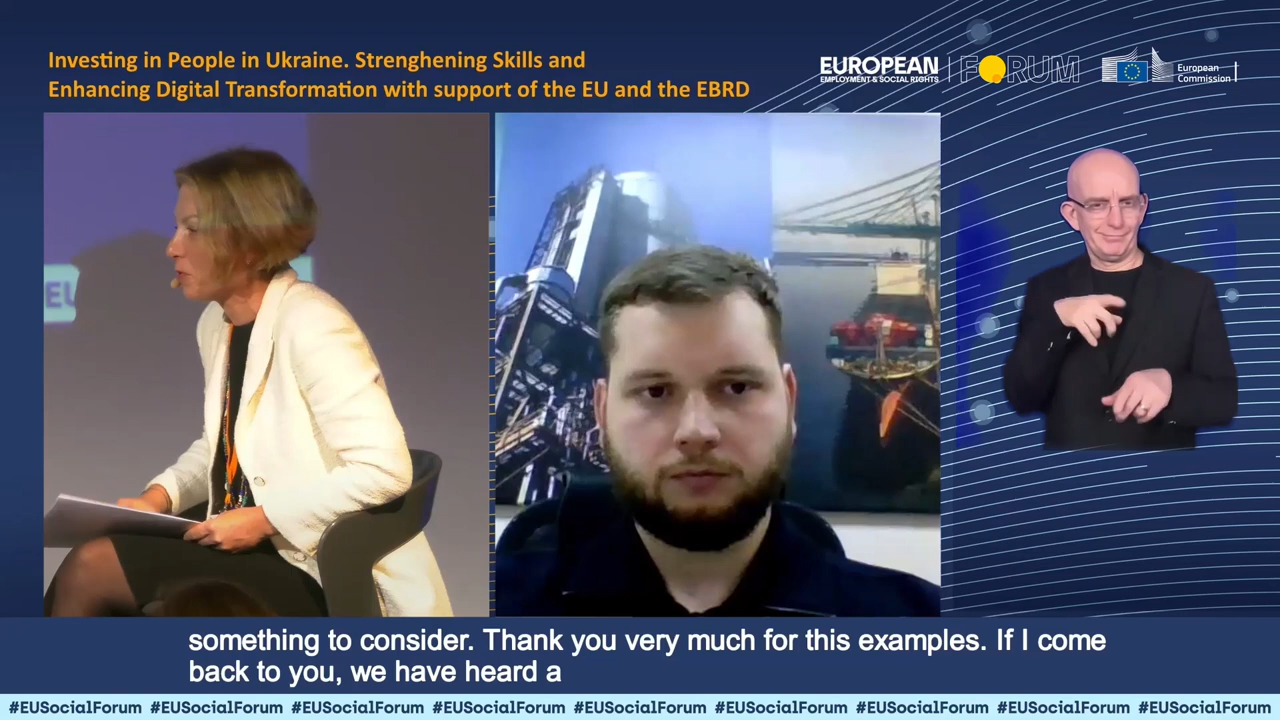 Investing in People in Ukraine. Strenghening Skills and
Enhancing Digital Transformation with support of the EU and the EBRD
EUROPEAN
EMPLOYMENT & SOCIAL RIGHTS
FORUM
European
Commission
EU
something to consider. Thank you very much for this examples. If I come
back to you, we have heard a
#EUSocialForum #EUSocialForum #EUSocialForum #EUSocialForum #EUSocialForum #EUSocialForum #EUSocialForum #EUSocialForum #EUSocialForum